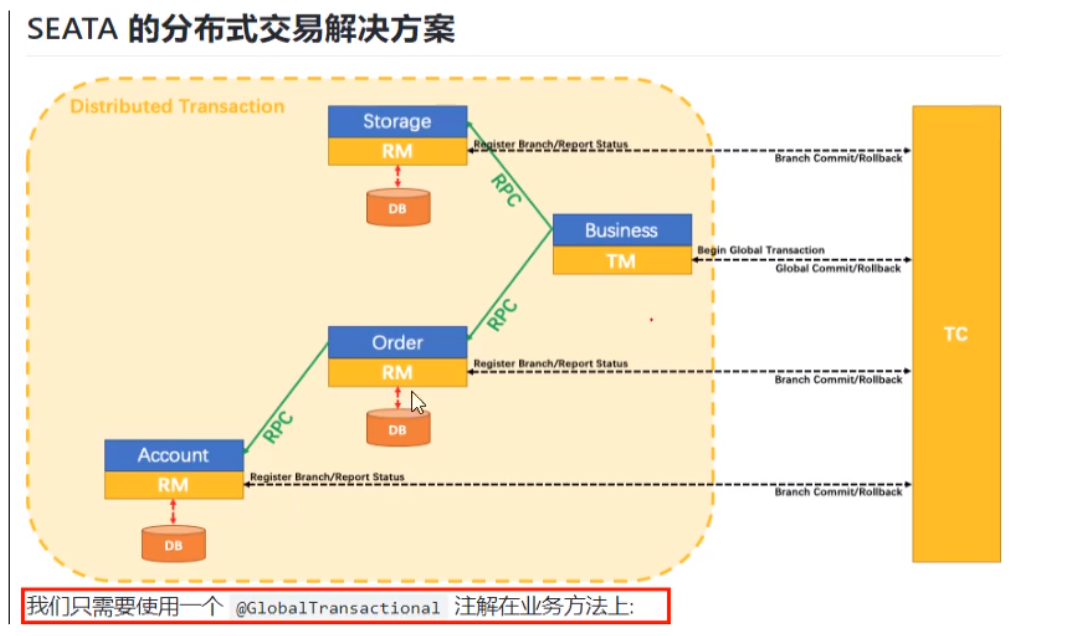 SEATA 的分布式交易解决方案
Distributed Transaction
Storage
RM
DB
Register Branch/Report Status
Branch Commit/Rollback
RPC
Business
TM
Begin Global Transaction
Global Commit/Rollback
TC
RPC
Order
RM
DB
Register Branch/Report Status
Branch Commit/Rollback
RPC
Account
RM
DB
Register Branch/Report Status
Branch Commit/Rollback
我们只需要使用一个 @GlobalTransactional 注解在业务方法上: